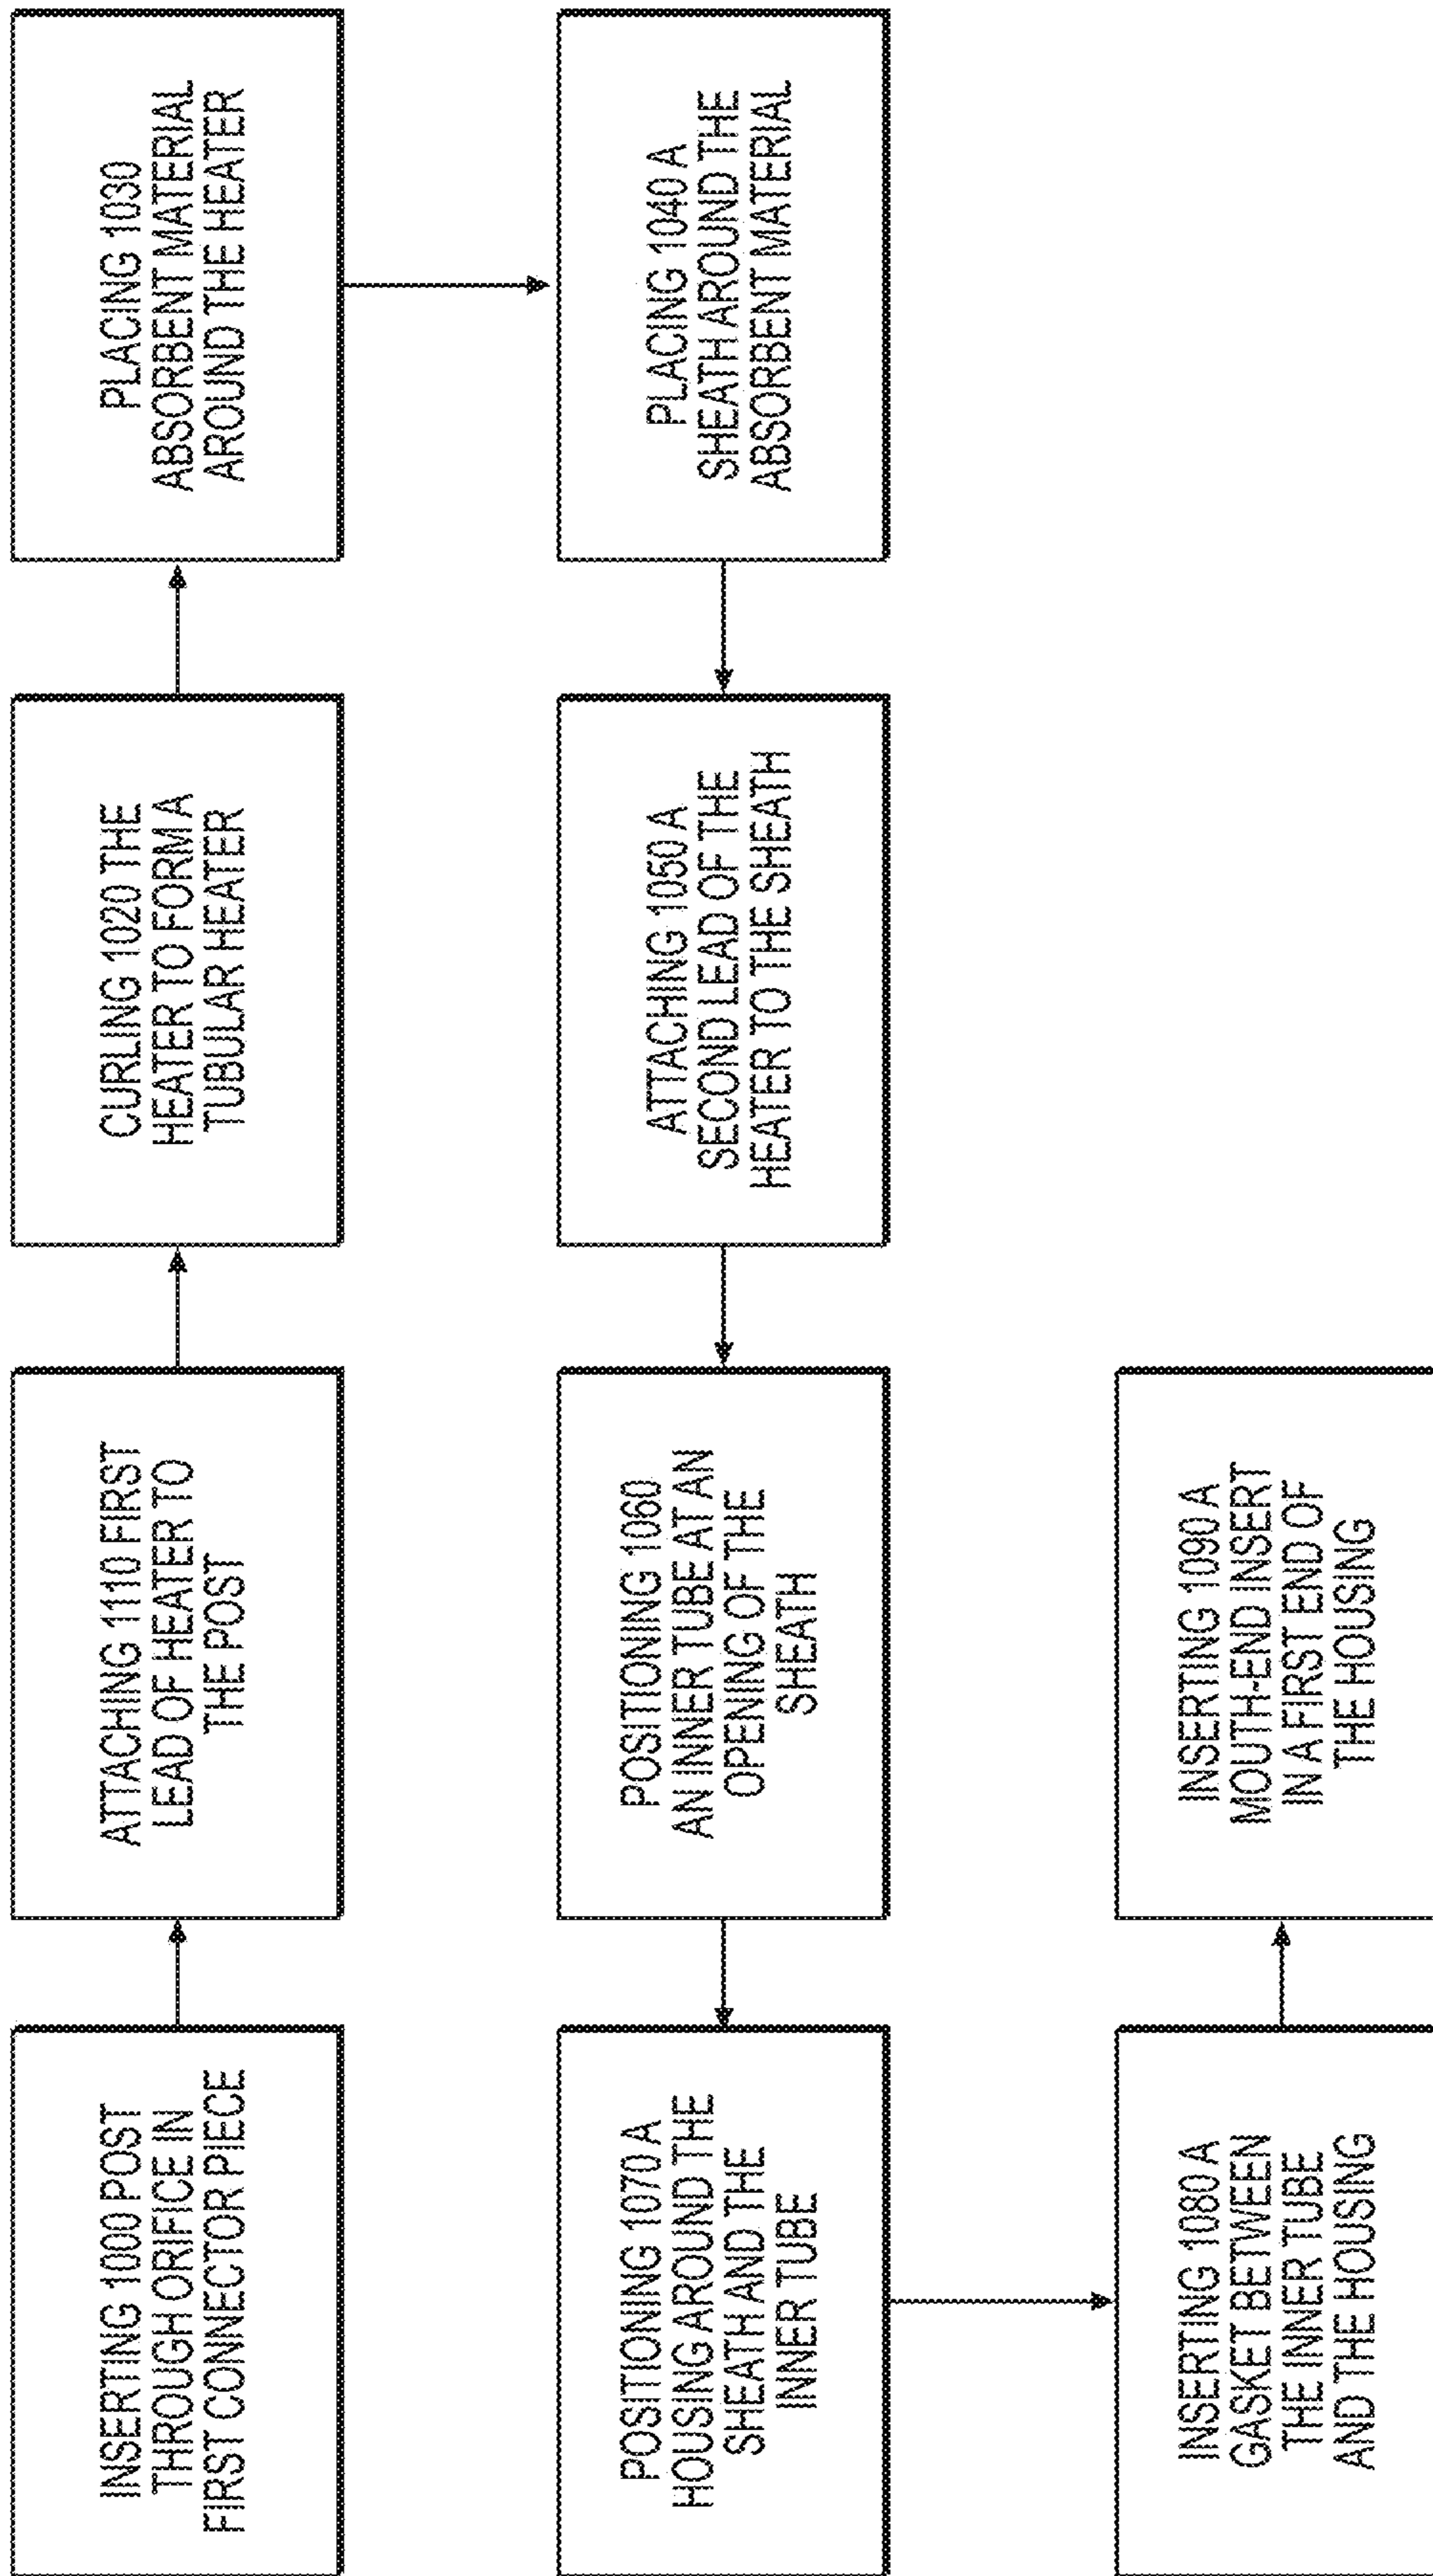 INSERTING 1000 POST
THROUGH ORIFICE IN
FIRST CONNECTOR PIECE
ATTACHING 1110 FIRST
LEAD OF HEATER TO
THE POST
CURLING 1020 THE
HEATER TO FORM A
TUBULAR HEATER
PLACING 1030
ABSORBENT MATERIAL
AROUND THE HEATER
PLACING 1040 A
SHEATH AROUND THE
ABSORBENT MATERIAL
ATTACHING 1050 A
SECOND LEAD OF THE
HEATER TO THE SHEATH
POSITIONING 1060
AN INNER TUBE AT AN
OPENING OF THE
SHEATH
POSITIONING 1070 A
HOUSING AROUND THE
SHEATH AND THE
INNER TUBE
INSERTING 1080 A
GASKET BETWEEN
THE INNER TUBE
AND THE HOUSING
INSERTING 1090 A
MOUTH-END INSERT
IN A FIRST END OF
THE HOUSING